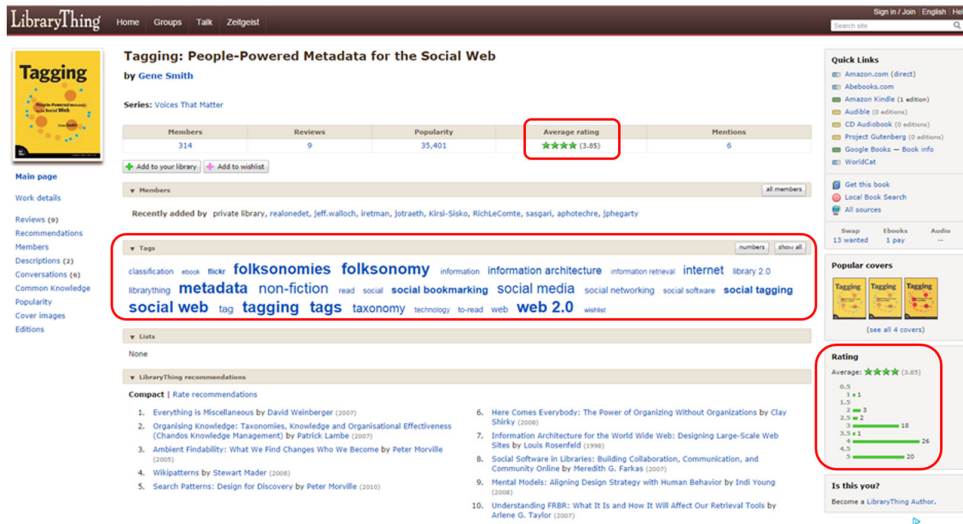 LibraryThing
Home Groups Talk Zeitgeist
Sign in / Join English Hel
Search site
Tagging
People-Powered Metadata
for the Social Web
Gene Smith
Main page
Work details
Reviews (9)
Recommendations
Members
Descriptions (2)
Conversations (6)
Common Knowledge
Popularity
Cover images
Editions
Tagging: People-Powered Metadata for the Social Web
by Gene Smith
Series: Voices That Matter
Members Reviews Popularity Average rating Mentions
314 9 35,401 (3.85) 6
Add to your library Add to wishlist
Members all members
Recently added by private library, realonedet, jeff.walloch, iretman, jotraeth, Kirsi-Sisko, RichLeComte, sasgari, aphotechre, jphegarty
Tags numbers show all
classification ebook flickr folksonomies folksonomy information information architecture information retrieval internet library 2.0
librarything metadata non-fiction read social social bookmarking social media social networking social software social tagging
social web tag tagging tags taxonomy technology to-read web web 2.0 wishlist
Lists
None
LibraryThing recommendations
Compact | Rate recommendations
1. Everything is Miscellaneous by David Weinberger (2007)
2. Organising Knowledge: Taxonomies, Knowledge and Organisational Effectiveness
(Chandos Knowledge Management) by Patrick Lambe (2007)
3. Ambient Findability: What We Find Changes Who We Become by Peter Morville
(2005)
4. Wikipatterns by Stewart Mader (2008)
5. Search Patterns: Design for Discovery by Peter Morville (2010)
6. Here Comes Everybody: The Power of Organizing Without Organizations by Clay
Shirky (2008)
7. Information Architecture for the World Wide Web: Designing Large-Scale Web
Sites by Louis Rosenfeld (1998)
8. Social Software in Libraries: Building Collaboration, Communication, and
Community Online by Meredith G. Farkas (2007)
9. Mental Models: Aligning Design Strategy with Human Behavior by Indi Young
(2008)
10. Understanding FRBR: What It Is and How It Will Affect Our Retrieval Tools by
Arlene G. Taylor (2007)
Quick Links
Amazon.com (direct)
Abebooks.com
Amazon Kindle (1 edition)
Audible (0 editions)
CD Audiobook (0 editions)
Project Gutenberg (0 editions)
Google Books — Book info
WorldCat
Get this book
Local Book Search
All sources
Swap Ebooks Audio
13 wanted 1 pay —
Popular covers
Tagging Tagging Tagging
(see all 4 covers)
Rating
Average: (3.85)
0.5
1 1
1.5
2 3
2.5 2
3 18
3.5 1
4 26
4.5
5 20
Is this you?
Become a LibraryThing Author.